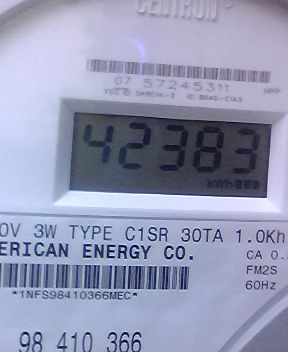 CENTRON
07 57245311
42383
kWh
0V 3W TYPE C1SR 30TA 1.0Kh
ERICAN ENERGY CO.
CA 0.
FM2S
*1NFS98410366MEC*
60Hz
98 410 366